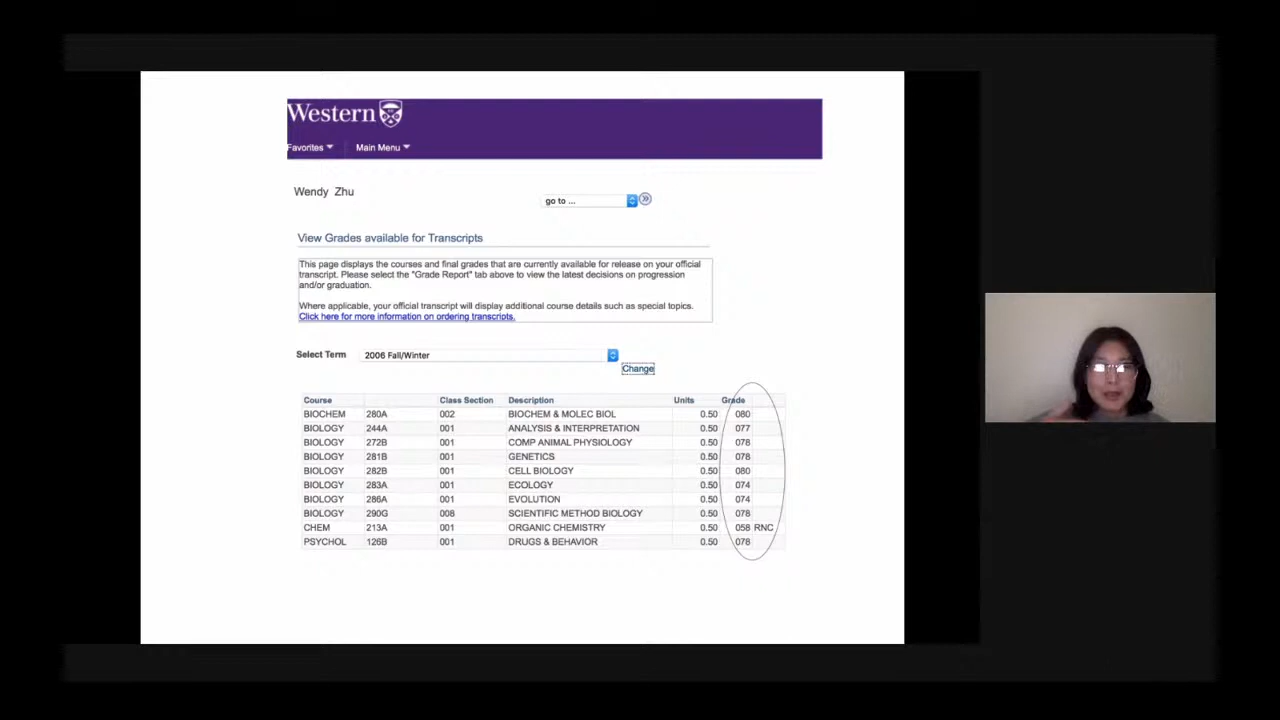 Western
Favorites Main Menu
Wendy Zhu
go to ...
View Grades available for Transcripts
This page displays the courses and final grades that are currently available for release on your official
transcript. Please select the "Grade Report" tab above to view the latest decisions on progression
and/or graduation.
Where applicable, your official transcript will display additional course details such as special topics.
Click here for more information on ordering transcripts.
Select Term 2006 Fall/Winter
Change
Course Class Section Description Units Grade
BIOCHEM 280A 002 BIOCHEM & MOLEC BIOL 0.50 080
BIOLOGY 244A 001 ANALYSIS & INTERPRETATION 0.50 077
BIOLOGY 272B 001 COMP ANIMAL PHYSIOLOGY 0.50 078
BIOLOGY 281B 001 GENETICS 0.50 078
BIOLOGY 282B 001 CELL BIOLOGY 0.50 080
BIOLOGY 283A 001 ECOLOGY 0.50 074
BIOLOGY 286A 001 EVOLUTION 0.50 074
BIOLOGY 290G 008 SCIENTIFIC METHOD BIOLOGY 0.50 078
CHEM 213A 001 ORGANIC CHEMISTRY 0.50 058 RNC
PSYCHOL 126B 001 DRUGS & BEHAVIOR 0.50 078